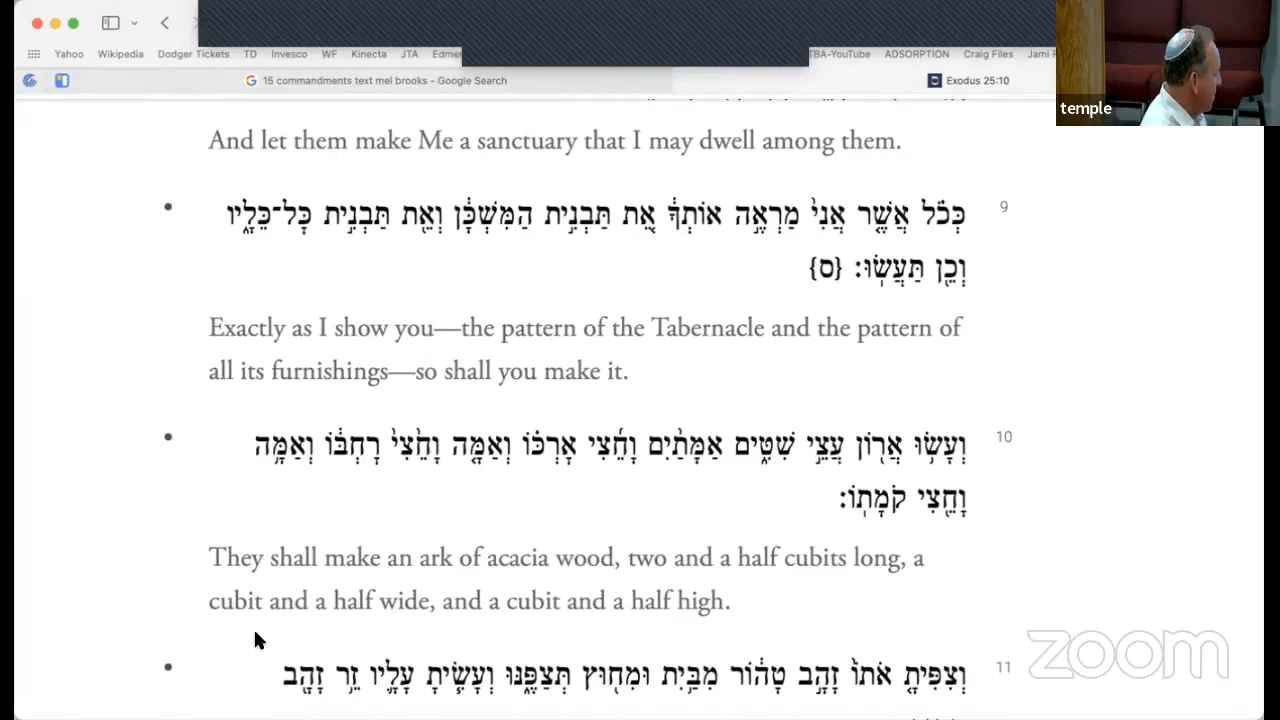 Yahoo Wikipedia Dodger Tickets TD Invesco WF Kinecta JTA TBA-YouTube ADSORPTION Craig Files
15 commandments text mel brooks - Google Search Exodus 25:10
temple
And let them make Me a sanctuary that I may dwell among them.
9
כְּכֹ֗ל אֲשֶׁ֤ר אֲנִי֙ מַרְאֶ֣ה אוֹתְךָ֔ אֵ֚ת תַּבְנִ֣ית הַמִּשְׁכָּ֔ן וְאֵ֖ת תַּבְנִ֣ית כׇּל־כֵּלָ֑יו
וְכֵ֖ן תַּעֲשֽׂוּ׃ {ס}
Exactly as I show you—the pattern of the Tabernacle and the pattern of
all its furnishings—so shall you make it.
10
וְעָשׂ֥וּ אֲר֖וֹן עֲצֵ֣י שִׁטִּ֑ים אַמָּתַ֨יִם וָחֵ֜צִי אׇרְכּ֗וֹ וְאַמָּ֤ה וָחֵ֙צִי֙ רׇחְבּ֔וֹ וְאַמָּ֥ה
וָחֵ֖צִי קֹמָתֽוֹ׃
They shall make an ark of acacia wood, two and a half cubits long, a
cubit and a half wide, and a cubit and a half high.
11
וְצִפִּיתָ֤ אֹתוֹ֙ זָהָ֣ב טָה֔וֹר מִבַּ֥יִת וּמִח֖וּץ תְּצַפֶּ֑נּוּ וְעָשִׂ֧יתָ עָלָ֛יו זֵ֥ר זָהָ֖ב
zoom